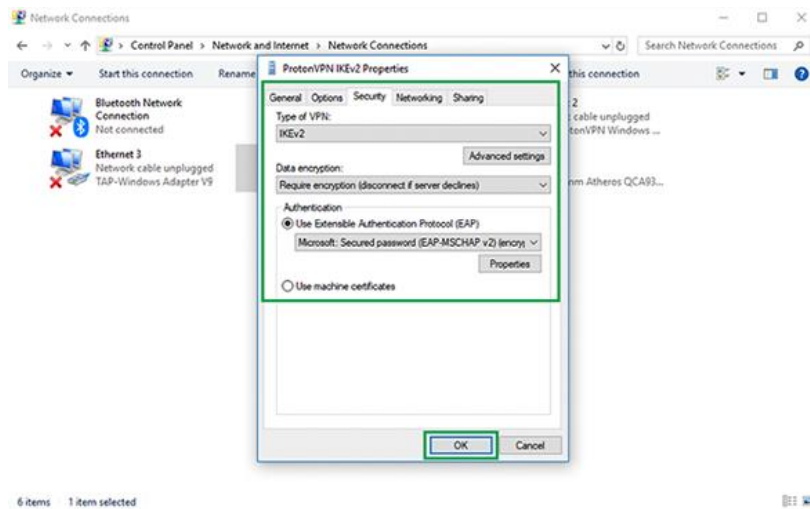 Network Connections
Control Panel > Network and Internet > Network Connections
Search Network Connections
Organize
Start this connection
Rename
this connection
Bluetooth Network
Connection
Not connected
Ethernet 3
Network cable unplugged
TAP-Windows Adapter V9
2
cable unplugged
tonVPN Windows ...
nm Atheros QCA93...
ProtonVPN IKEv2 Properties
General Options Security Networking Sharing
Type of VPN:
IKEv2
Advanced settings
Data encryption:
Require encryption (disconnect if server declines)
Authentication
Use Extensible Authentication Protocol (EAP)
Microsoft: Secured password (EAP-MSCHAP v2) (encry
Properties
Use machine certificates
OK Cancel
6 items 1 item selected